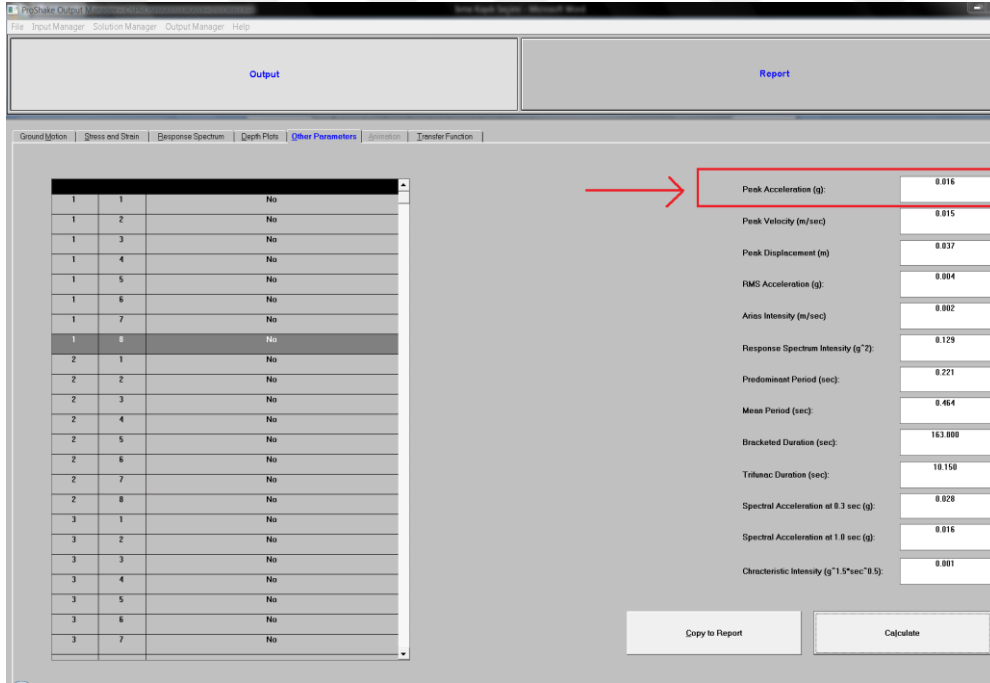 ProShake Output Manager
File Input Manager Solution Manager Output Manager Help
Output Report
Ground Motion Stress and Strain Response Spectrum Depth Plots Other Parameters Animation Transfer Function
1 1 No
1 2 No
1 3 No
1 4 No
1 5 No
1 6 No
1 7 No
1 8 No
2 1 No
2 2 No
2 3 No
2 4 No
2 5 No
2 6 No
2 7 No
2 8 No
3 1 No
3 2 No
3 3 No
3 4 No
3 5 No
3 6 No
3 7 No
Peak Acceleration (g): 0.016
Peak Velocity (m/sec) 0.015
Peak Displacement (m) 0.037
RMS Acceleration (g): 0.004
Arias Intensity (m/sec) 0.002
Response Spectrum Intensity (g^2): 0.129
Predominant Period (sec): 0.221
Mean Period (sec): 0.464
Bracketed Duration (sec): 163.800
Trifunac Duration (sec): 10.150
Spectral Acceleration at 0.3 sec (g): 0.028
Spectral Acceleration at 1.0 sec (g): 0.016
Chracteristic Intensity (g^1.5*sec^0.5): 0.001
Copy to Report Calculate